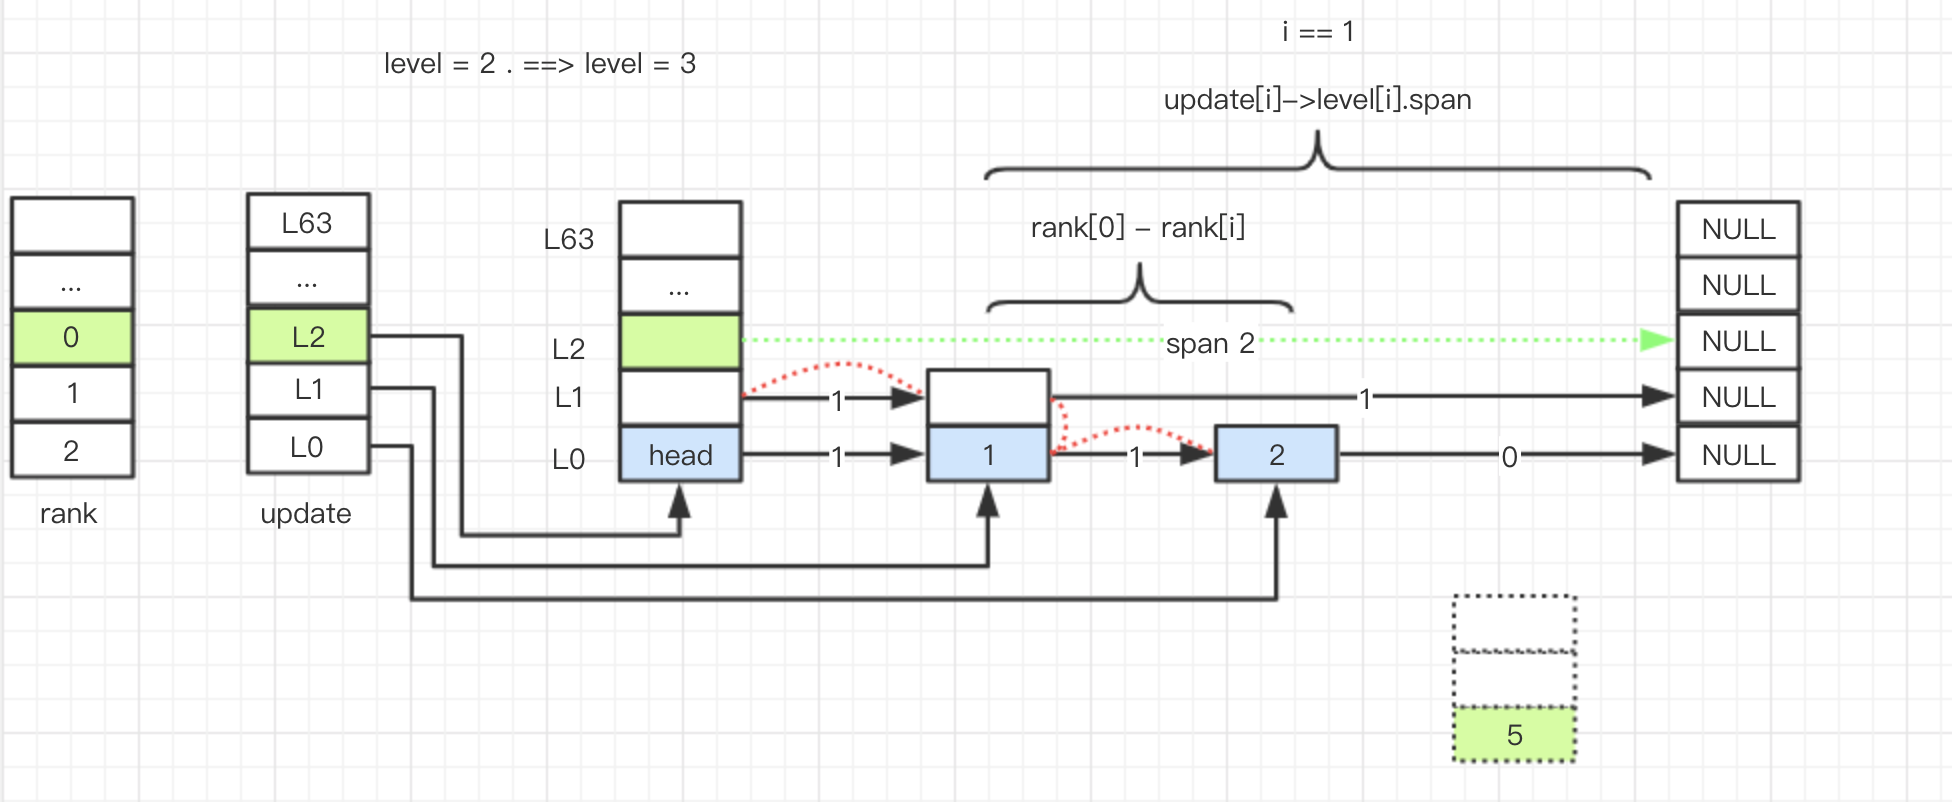 i == 1
level = 2 . ==> level = 3
update[i]–>level[i].span
rank[0] – rank[i]
...
0
1
2
rank
L63
...
L2
L1
L0
update
L63
L2
L1
L0
...
head
1
1
1
span 2
1
1
2
0
NULL
NULL
NULL
NULL
NULL
5